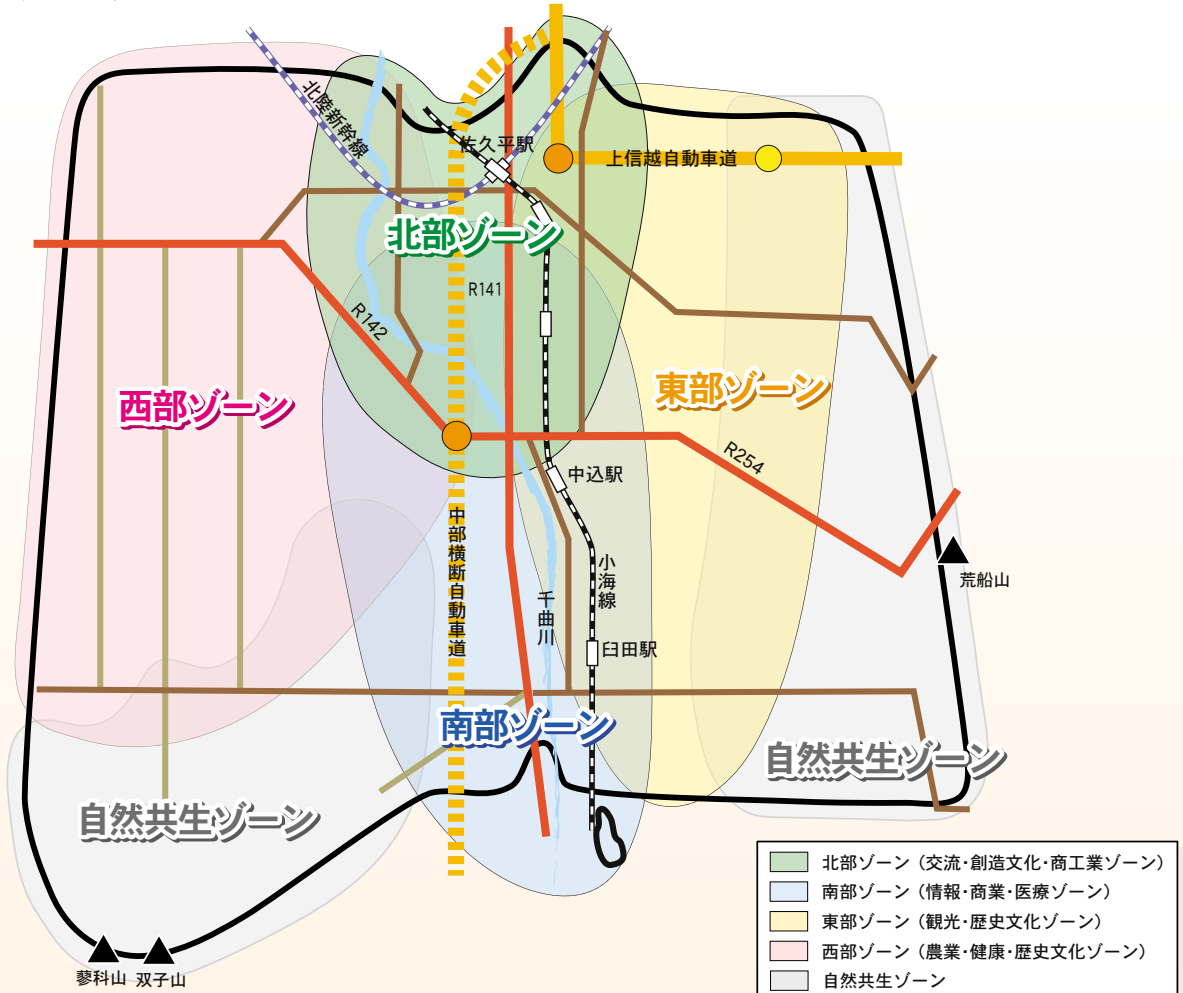 北陸新幹線
佐久平駅
上信越自動車道
北部ゾーン
R141
R142
西部ゾーン
東部ゾーン
R254
中込駅
中部横断自動車道
小海線
千曲川
荒船山
臼田駅
南部ゾーン
自然共生ゾーン
自然共生ゾーン
蓼科山
双子山
北部ゾーン（交流・創造文化・商工業ゾーン）
南部ゾーン（情報・商業・医療ゾーン）
東部ゾーン（観光・歴史文化ゾーン）
西部ゾーン（農業・健康・歴史文化ゾーン）
自然共生ゾーン